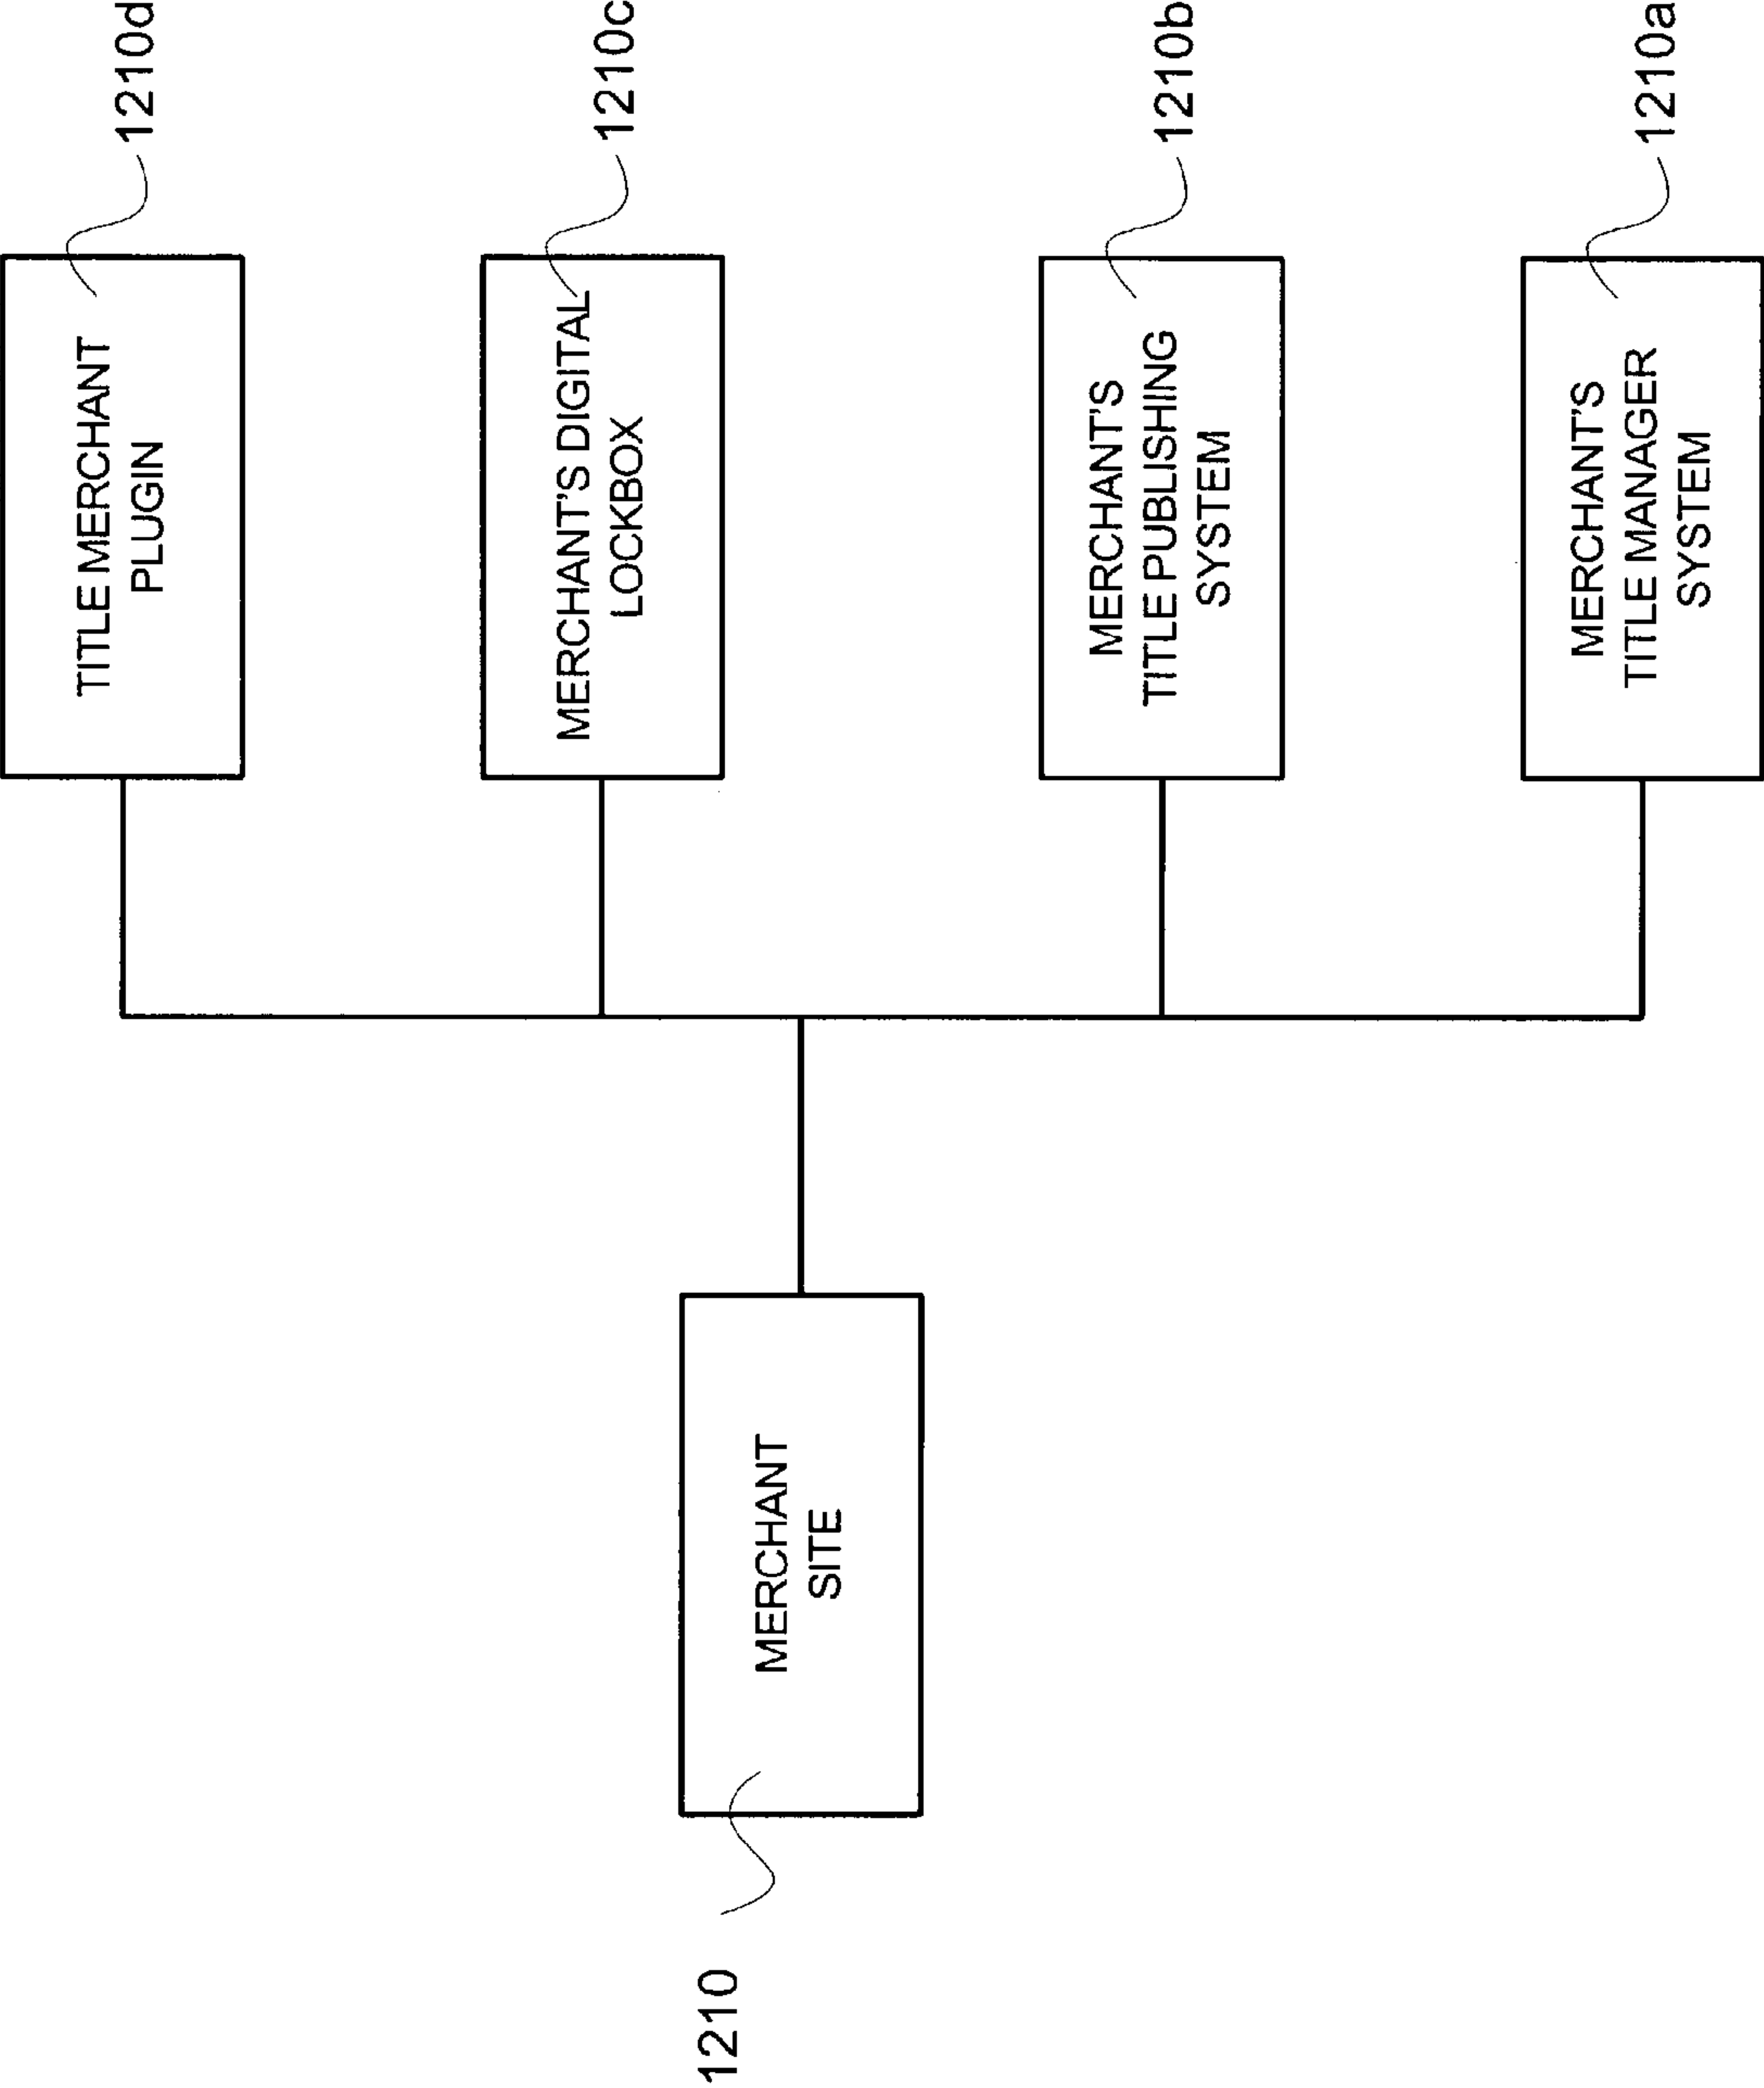 1210
MERCHANT
SITE
TITLE MERCHANT
PLUGIN
1210d
MERCHANT'S DIGITAL
LOCKBOX
1210c
MERCHANT'S
TITLE PUBLISHING
SYSTEM
1210b
MERCHANT'S
TITLE MANAGER
SYSTEM
1210a